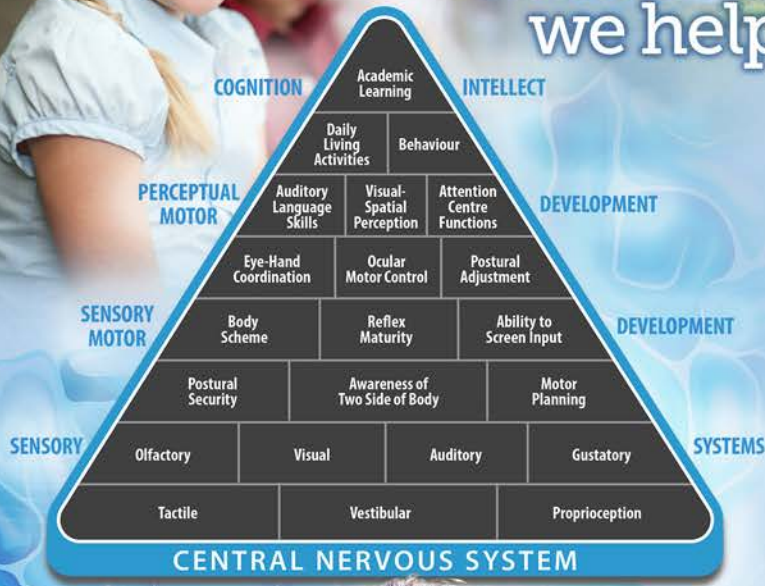 we help
COGNITION
Academic
Learning
INTELLECT
Daily
Living
Activities
Behaviour
PERCEPTUAL
MOTOR
Auditory
Language
Skills
Visual-
Spatial
Perception
Attention
Centre
Functions
DEVELOPMENT
Eye-Hand
Coordination
Ocular
Motor Control
Postural
Adjustment
SENSORY
MOTOR
Body
Scheme
Reflex
Maturity
Ability to
Screen Input
DEVELOPMENT
Postural
Security
Awareness of
Two Side of Body
Motor
Planning
SENSORY
Olfactory
Visual
Auditory
Gustatory
SYSTEMS
Tactile
Vestibular
Proprioception
CENTRAL NERVOUS SYSTEM